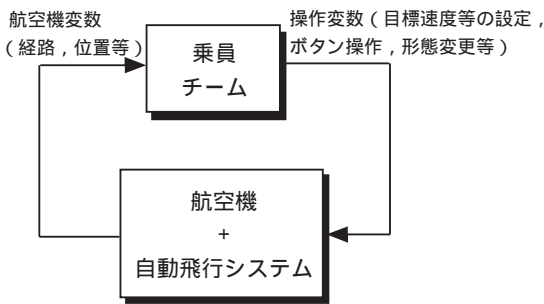 航空機変数
（経路，位置等）
乗員
チーム
操作変数（目標速度等の設定，
ボタン操作，形態変更等）
航空機
+
自動飛行システム